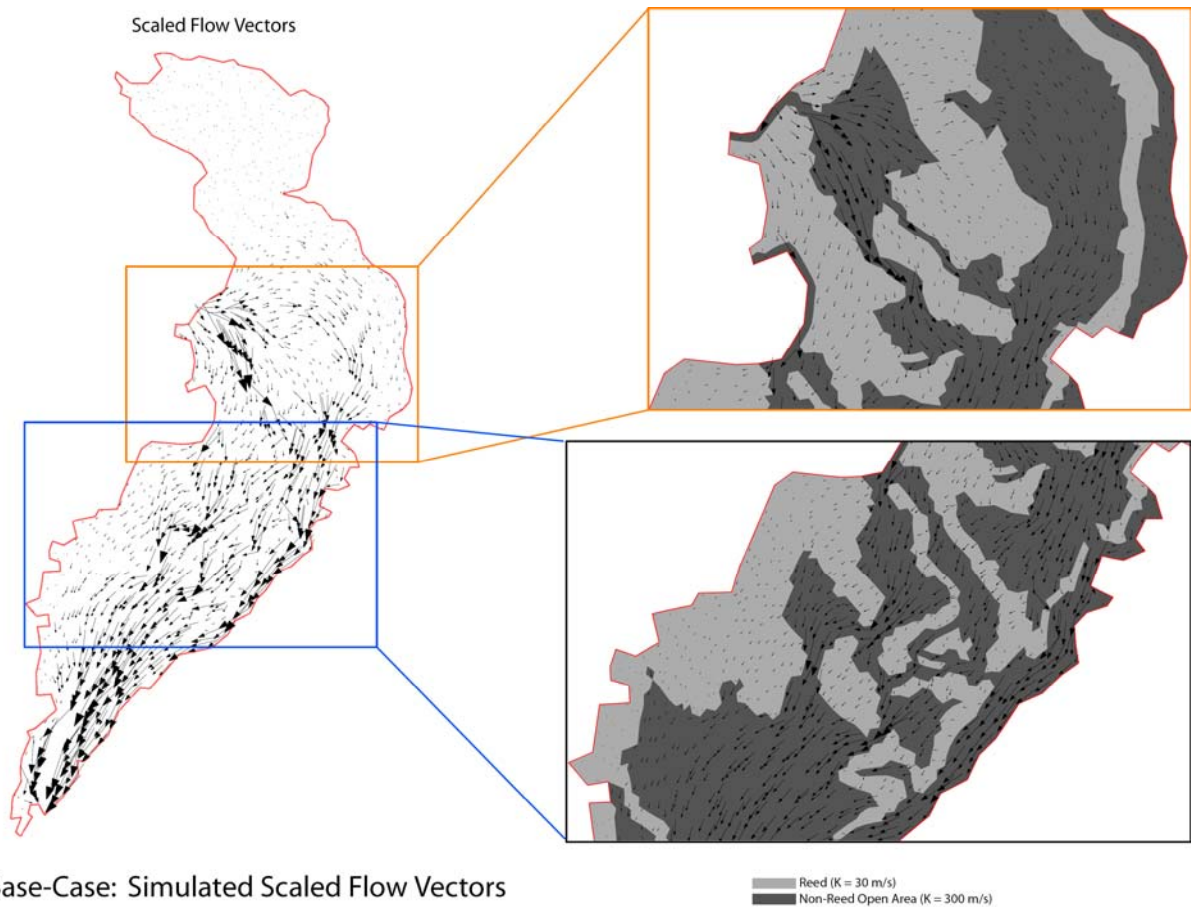 Scaled Flow Vectors
ase-Case: Simulated Scaled Flow Vectors
Reed (K = 30 m/s)
Non-Reed Open Area (K = 300 m/s)